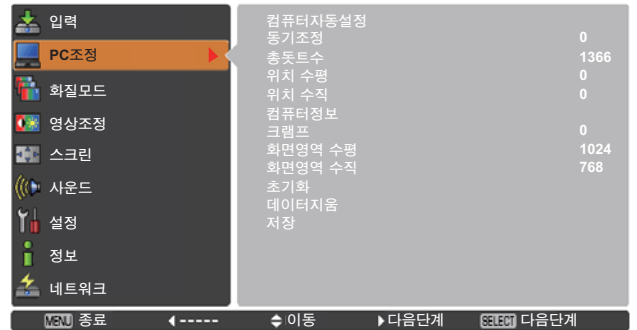 입력
PC조정
화질모드
영상조정
스크린
사운드
설정
정보
네트워크
컴퓨터자동설정
동기조정 0
총돗트수 1366
위치 수평 0
위치 수직 0
컴퓨터정보
크램프 0
화면영역 수평 1024
화면영역 수직 768
초기화
데이터지움
저장
MENU 종료 ----- 이동 다음단계 SELECT 다음단계